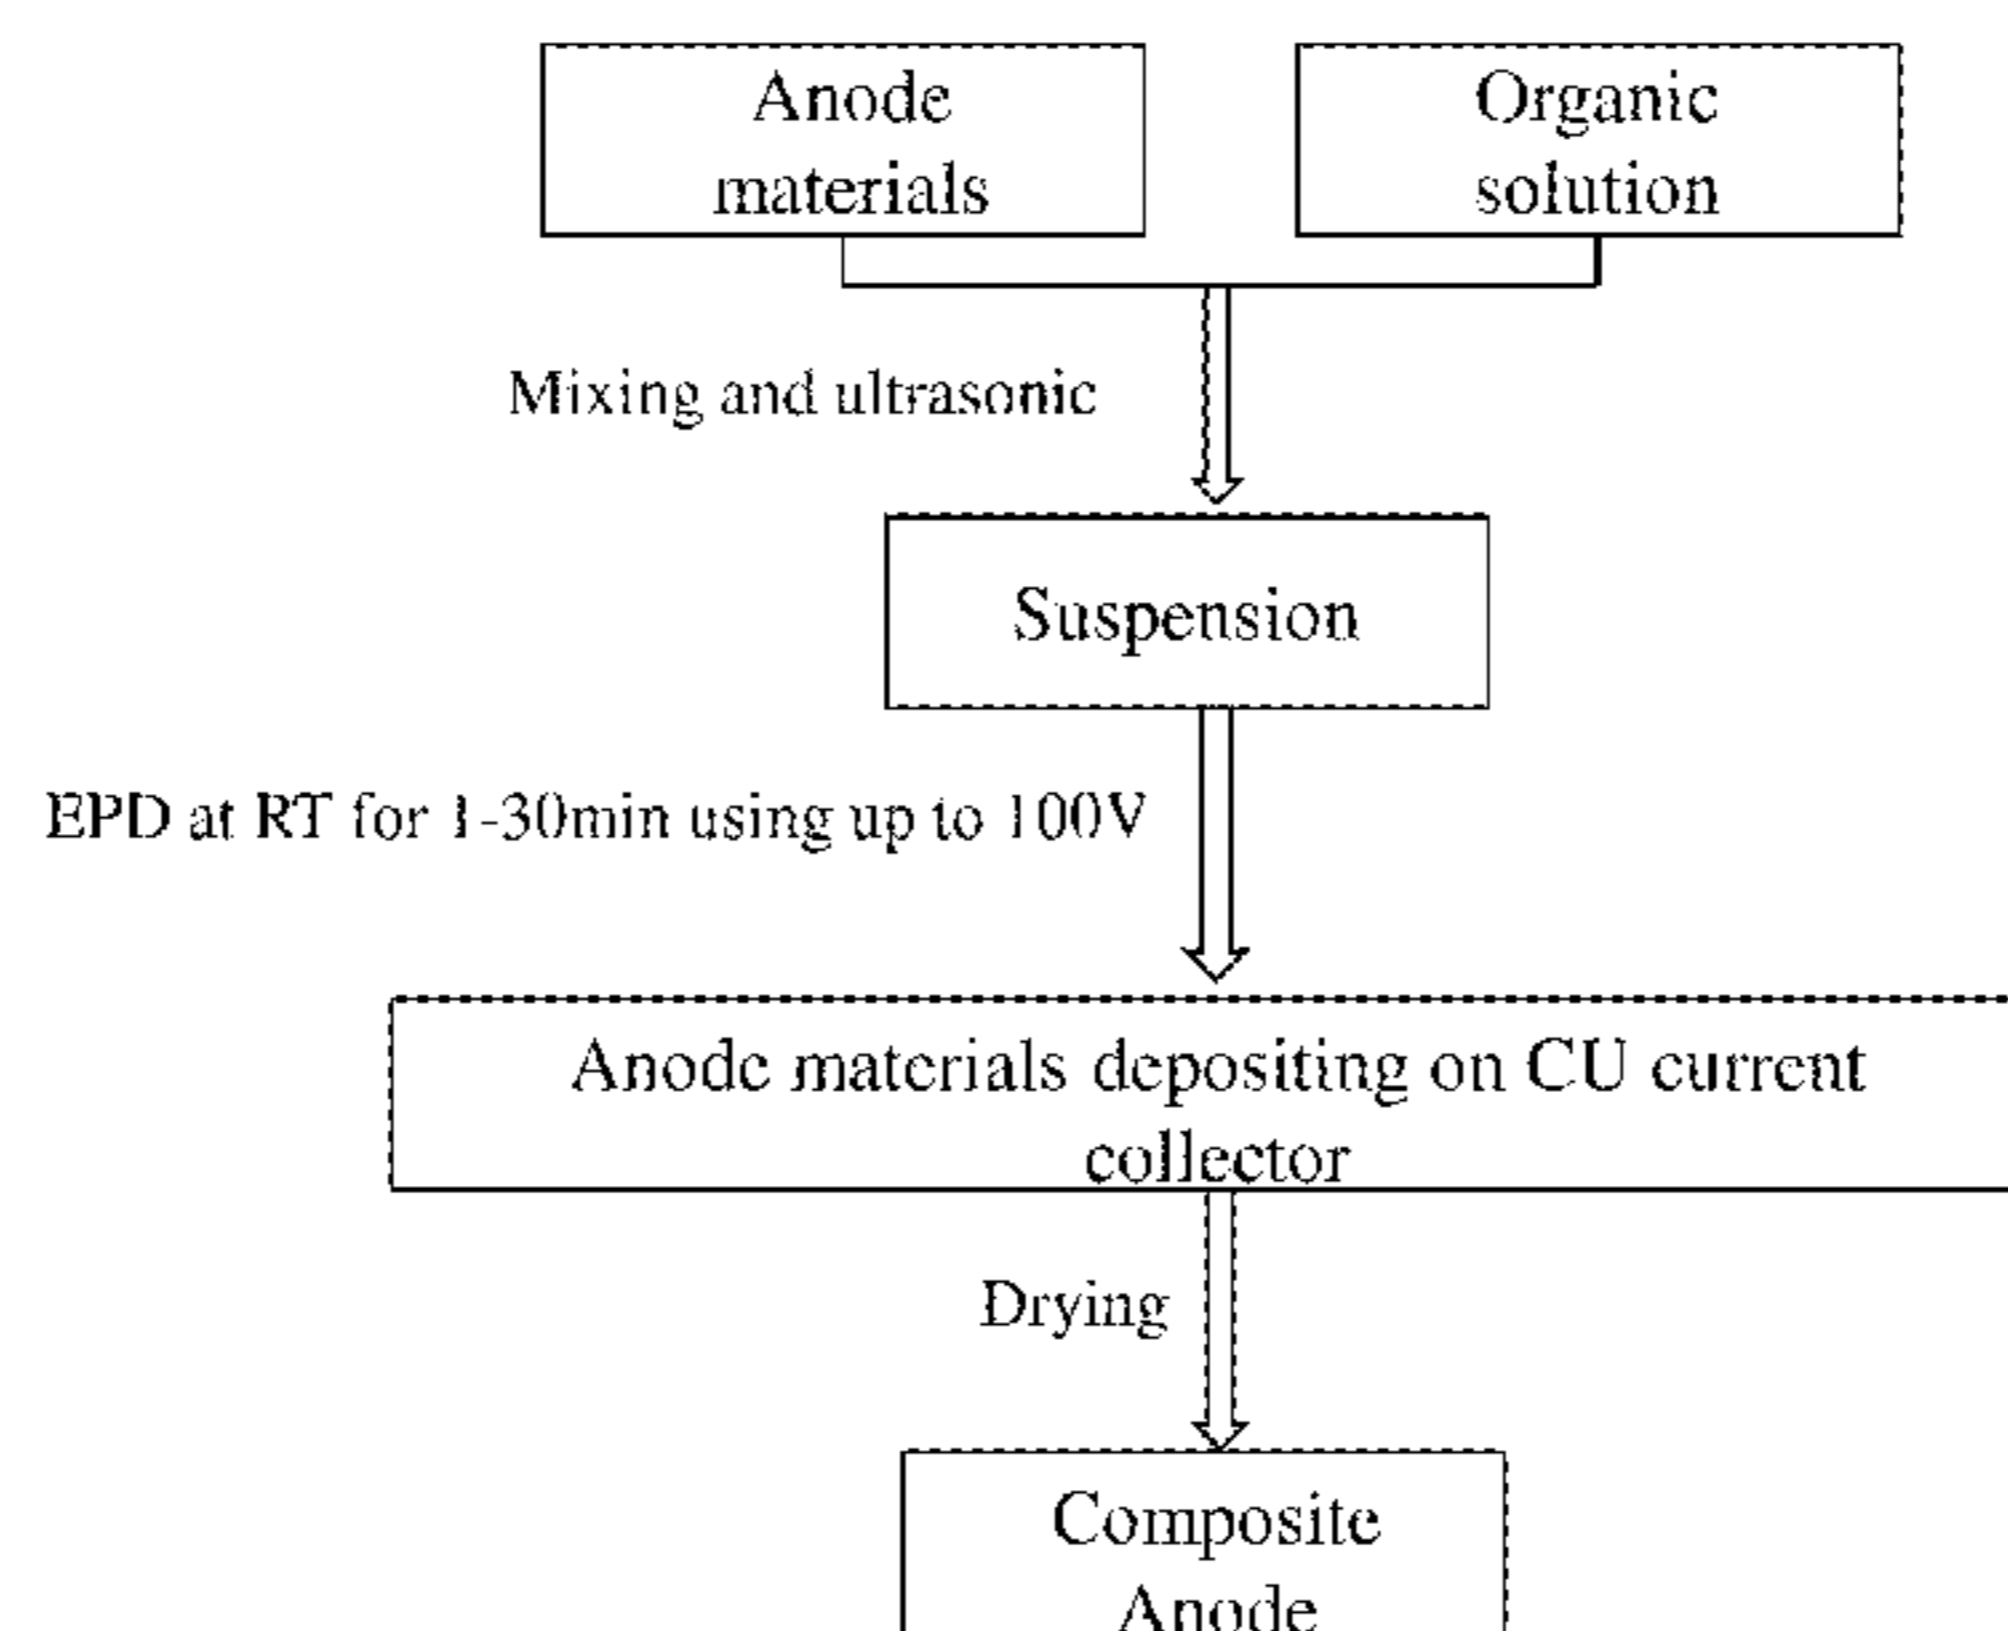 Anode
materials
Organic
solution
Mixing and ultrasonic
Suspension
EPD at RT for 1-30min using up to 100V
Anode materials depositing on CU current
collector
Drying
Composite
Anode